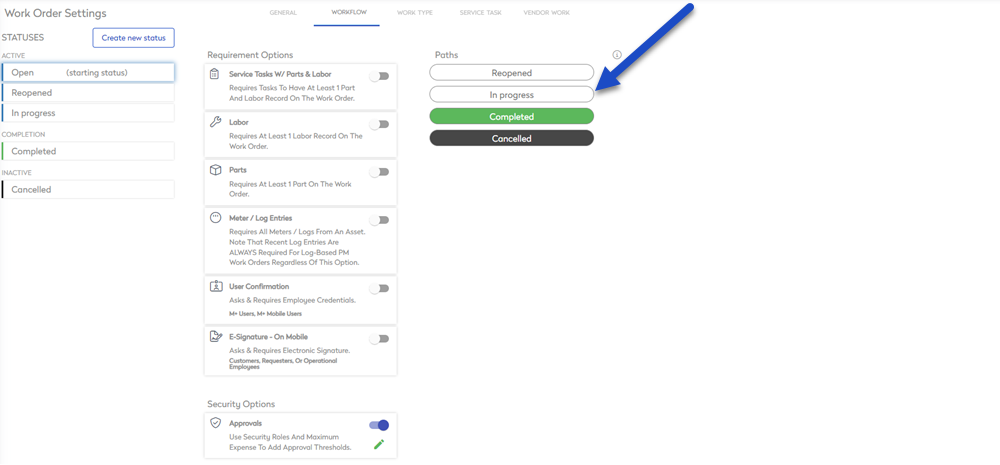 Work Order Settings
GENERAL
WORKFLOW
WORK TYPE
SERVICE TASK
VENDOR WORK
STATUSES
Create new status
ACTIVE
Open (starting status)
Reopened
In progress
COMPLETION
Completed
INACTIVE
Cancelled
Requirement Options
Service Tasks W/ Parts & Labor
Requires Tasks To Have At Least 1 Part
And Labor Record On The Work Order.
Labor
Requires At Least 1 Labor Record On The
Work Order.
Parts
Requires At Least 1 Part On The Work
Order.
Meter / Log Entries
Requires All Meters / Logs From An Asset.
Note That Recent Log Entries Are
ALWAYS Required For Log-Based PM
Work Orders Regardless Of This Option.
User Confirmation
Asks & Requires Employee Credentials.
M+ Users, M+ Mobile Users
E-Signature - On Mobile
Asks & Requires Electronic Signature.
Customers, Requesters, Or Operational
Employees
Security Options
Approvals
Use Security Roles And Maximum
Expense To Add Approval Thresholds.
Paths
Reopened
In progress
Completed
Cancelled